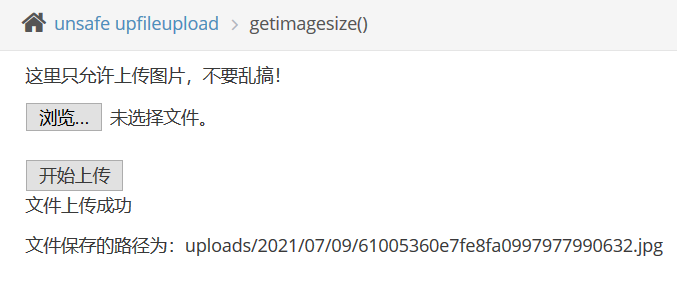 unsafe upfileupload > getimagesize()
这里只允许上传图片，不要乱搞！
浏览... 未选择文件。
开始上传
文件上传成功
文件保存的路径为：uploads/2021/07/09/61005360e7fe8fa0997977990632.jpg